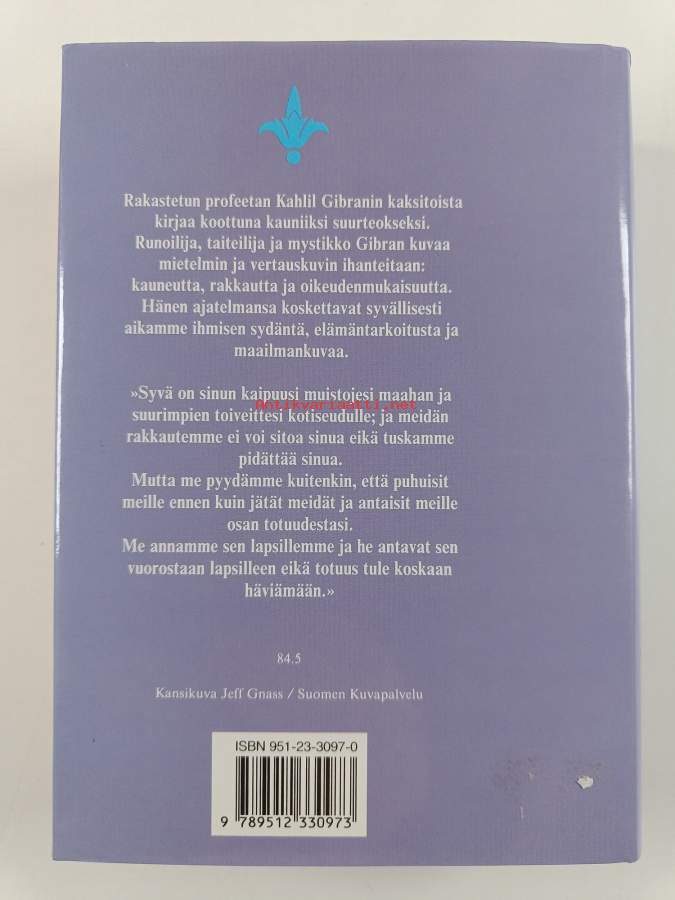 Rakastetun profeetan Kahlil Gibranin kaksitoista
kirjaa koottuna kauniiksi suurteokseksi.
Runoilija, taiteilija ja mystikko Gibran kuvaa
mietelmin ja vertauskuvin ihanteitaan:
kauneutta, rakkautta ja oikeudenmukaisuutta.
Hänen ajatelmansa koskettavat syvällisesti
aikamme ihmisen sydäntä, elämäntarkoitusta ja
maailmankuvaa.
»Syvä on sinun kaipuusi muistojesi maahan ja
antikvariaatti.net
suurimpien toiveittesi kotiseudulle; ja meidän
rakkautemme ei voi sitoa sinua eikä tuskamme
pidättää sinua.
Mutta me pyydämme kuitenkin, että puhuisit
meille ennen kuin jätät meidät ja antaisit meille
osan totuudestasi.
Me annamme sen lapsillemme ja he antavat sen
vuorostaan lapsilleen eikä totuus tule koskaan
häviämään.»
84.5
Kansikuva Jeff Gnass / Suomen Kuvapalvelu
ISBN 951-23-3097-0
9 789512 330973